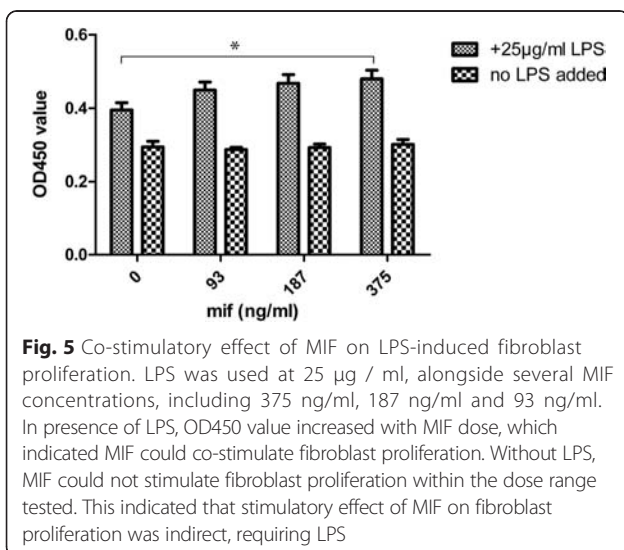 0.6
*
+25µg/ml LPS
no LPS added
0.4
OD450 value
0.2
0.0
0
93
187
375
mif (ng/ml)
Fig. 5 Co-stimulatory effect of MIF on LPS-induced fibroblast
proliferation. LPS was used at 25 µg / ml, alongside several MIF
concentrations, including 375 ng/ml, 187 ng/ml and 93 ng/ml.
In presence of LPS, OD450 value increased with MIF dose, which
indicated MIF could co-stimulate fibroblast proliferation. Without LPS,
MIF could not stimulate fibroblast proliferation within the dose range
tested. This indicated that stimulatory effect of MIF on fibroblast
proliferation was indirect, requiring LPS